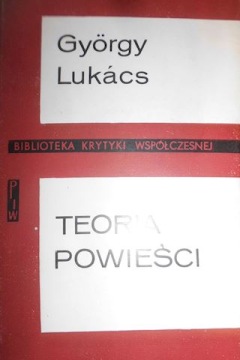 György
Lukács
BIBLIOTEKA KRYTYKI WSPÓŁCZESNEJ
PIW
TEORIA
POWIEŚCI